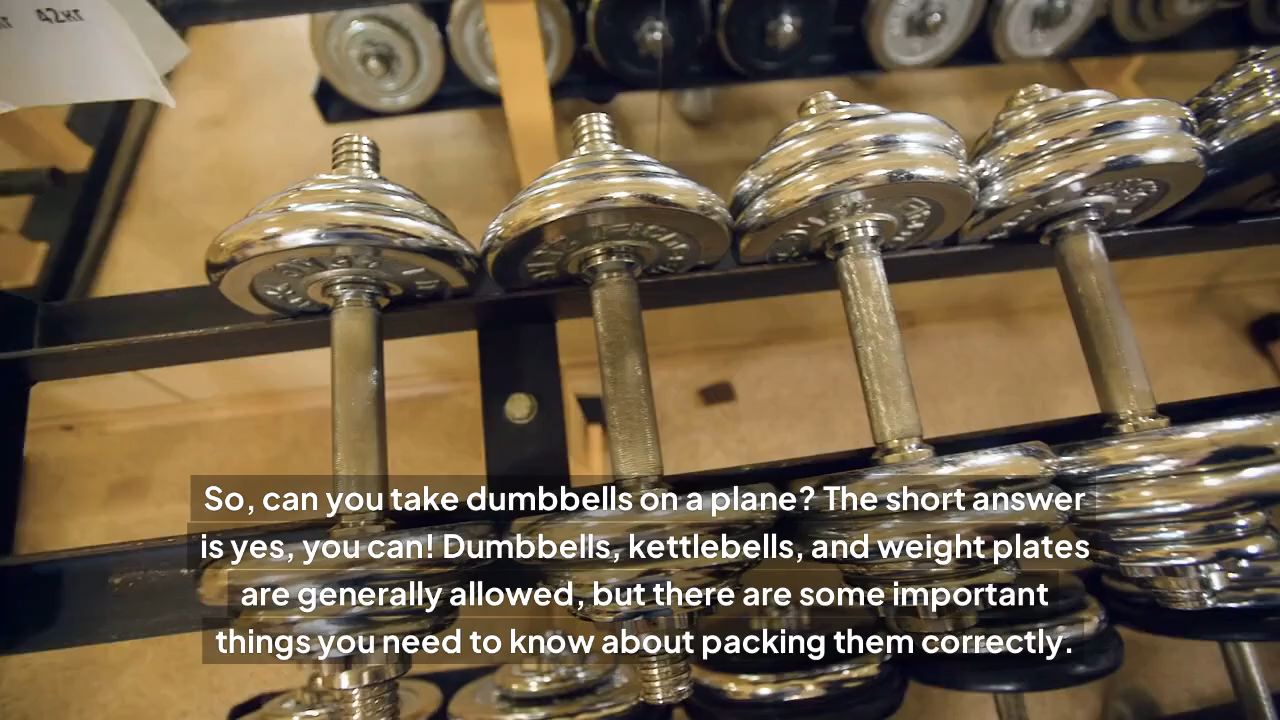 42кг
So, can you take dumbbells on a plane? The short answer
is yes, you can! Dumbbells, kettlebells, and weight plates
are generally allowed, but there are some important
things you need to know about packing them correctly.